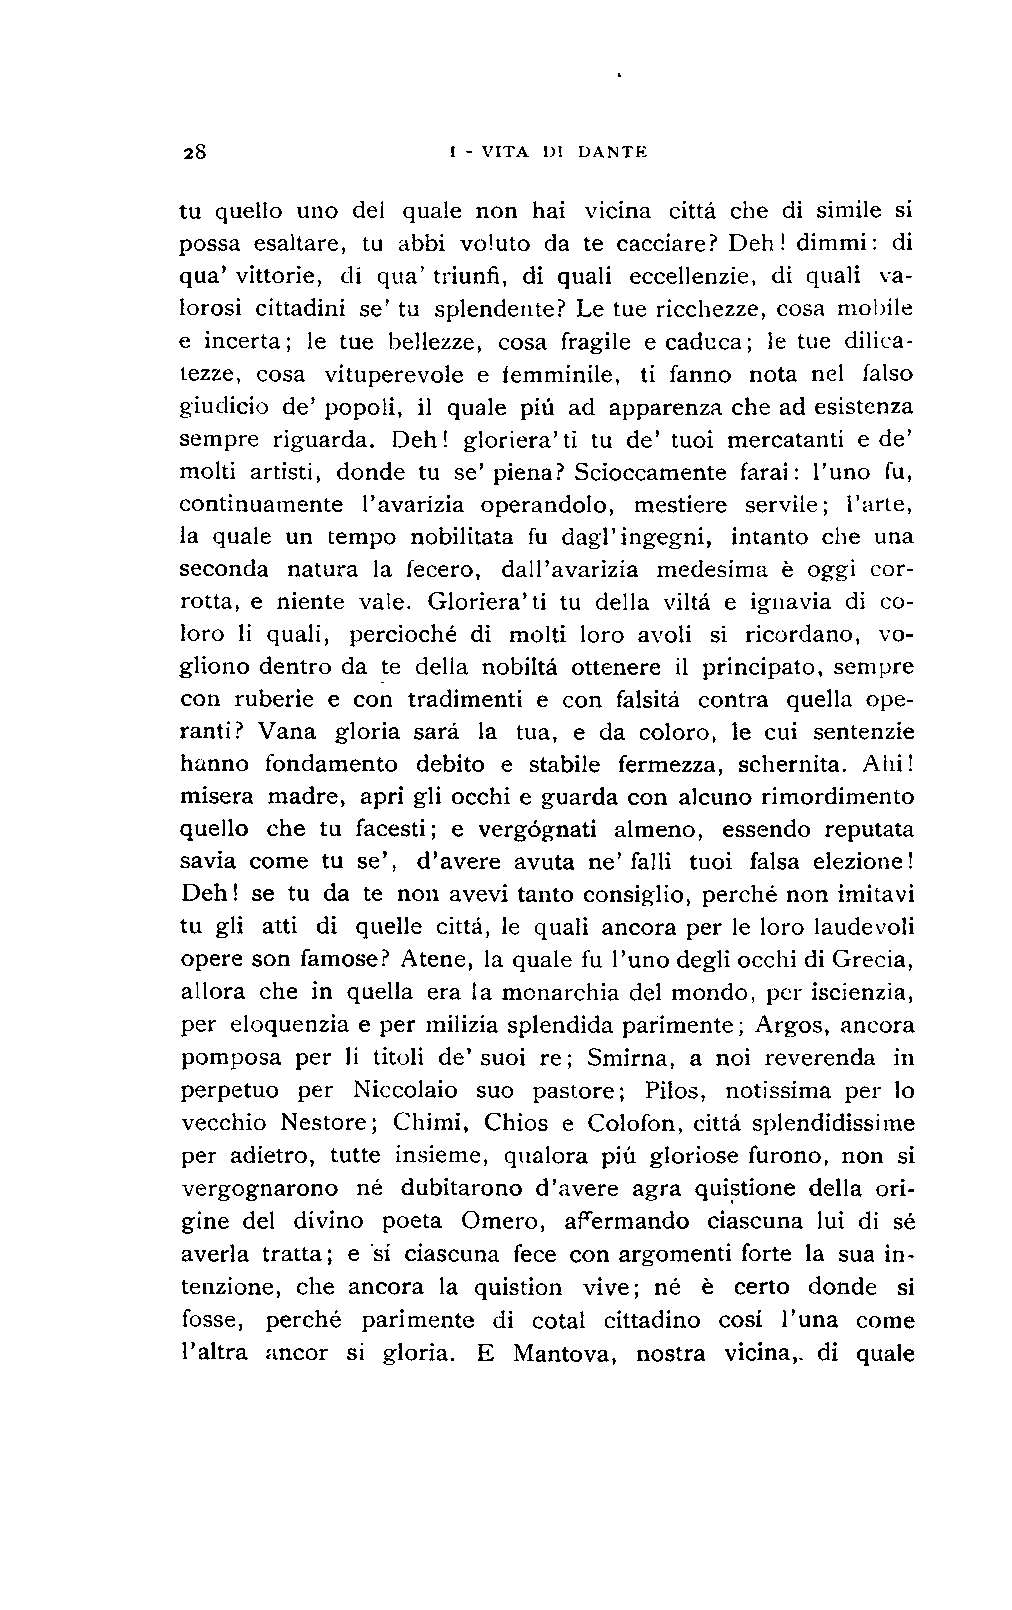 28 I - VITA DI DANTE
tu quello uno del quale non hai vicina cittá che di simile si
possa esaltare, tu abbi voluto da te cacciare? Deh! dimmi: di
qua' vittorie, di qua' triunfi, di quali eccellenzie, di quali va-
lorosi cittadini se' tu splendente? Le tue ricchezze, cosa mobile
e incerta; le tue bellezze, cosa fragile e caduca; le tue dilica-
tezze, cosa vituperevole e femminile, ti fanno nota nel falso
giudicio de' popoli, il quale piú ad apparenza che ad esistenza
sempre riguarda. Deh! gloriera'ti tu de' tuoi mercatanti e de'
molti artisti, donde tu se' piena? Scioccamente farai: l'uno fu,
continuamente l'avarizia operandolo, mestiere servile; l'arte,
la quale un tempo nobilitata fu dagl'ingegni, intanto che una
seconda natura la fecero, dall'avarizia medesima è oggi cor-
rotta, e niente vale. Gloriera'ti tu della viltá e ignavia di co-
loro li quali, percioché di molti loro avoli si ricordano, vo-
gliono dentro da te della nobiltá ottenere il principato, sempre
con ruberie e con tradimenti e con falsitá contra quella ope-
ranti? Vana gloria sará la tua, e da coloro, le cui sentenzie
hanno fondamento debito e stabile fermezza, schernita. Ahi!
misera madre, apri gli occhi e guarda con alcuno rimordimento
quello che tu facesti; e vergógnati almeno, essendo reputata
savia come tu se', d'avere avuta ne' falli tuoi falsa elezione!
Deh! se tu da te non avevi tanto consiglio, perché non imitavi
tu gli atti di quelle cittá, le quali ancora per le loro laudevoli
opere son famose? Atene, la quale fu l'uno degli occhi di Grecia,
allora che in quella era la monarchia del mondo, per iscienzia,
per eloquenzia e per milizia splendida parimente; Argos, ancora
pomposa per li titoli de' suoi re; Smirna, a noi reverenda in
perpetuo per Niccolaio suo pastore; Pilos, notissima per lo
vecchio Nestore; Chimi, Chios e Colofon, cittá splendidissime
per adietro, tutte insieme, qualora piú gloriose furono, non si
vergognarono né dubitarono d'avere agra quistione della ori-
gine del divino poeta Omero, affermando ciascuna lui di sé
averla tratta; e sí ciascuna fece con argomenti forte la sua in-
tenzione, che ancora la quistion vive; né è certo donde si
fosse, perché parimente di cotal cittadino cosí l'una come
l'altra ancor si gloria. E Mantova, nostra vicina, di quale